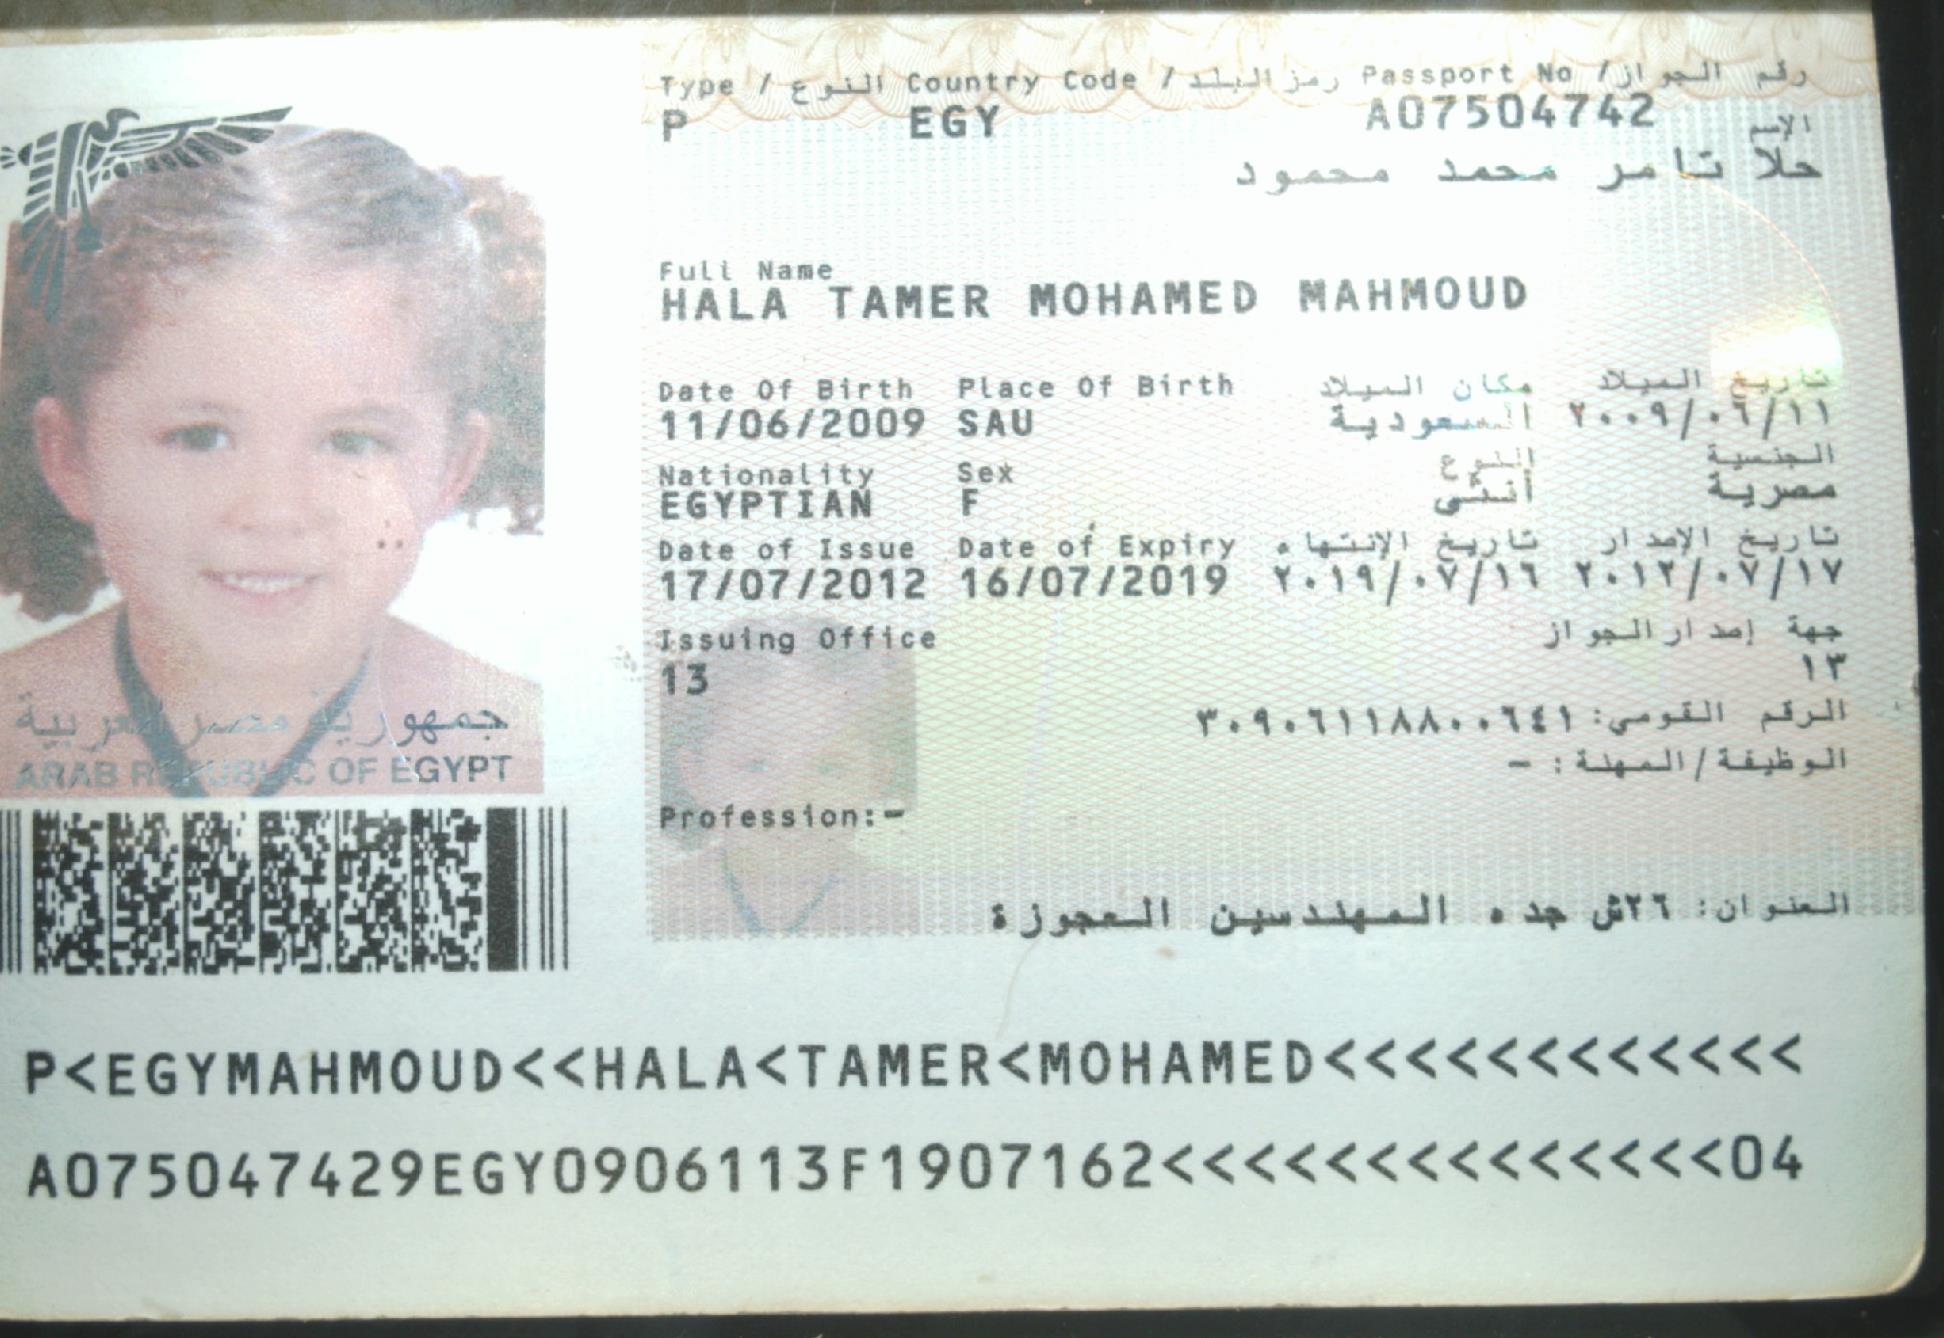 Type / النوع Country Code / رمز البلد Passport No / رقم الجواز
P EGY A07504742
الاسم
حلا تامر محمد محمود
Full Name
HALA TAMER MOHAMED MAHMOUD
Date Of Birth Place Of Birth مكان الميلاد تاريخ الميلاد
11/06/2009 SAU السعودية ٢٠٠٩/٠٦/١١
Nationality Sex النوع الجنسية
EGYPTIAN F أنثى مصرية
Date of Issue Date of Expiry تاريخ الإنتهاء تاريخ الإصدار
17/07/2012 16/07/2019 ٢٠١٩/٠٧/١٦ ٢٠١٢/٠٧/١٧
Issuing Office جهة إصدار الجواز
13 ١٣
الرقم القومي: ٣٠٩٠٦١١٨٨٠٠٦٤١
الوظيفة/المهنة: -
Profession:-
العنوان: ٢٦ش جده المهندسين العجوزة
جمهورية مصر العربية
ARAB REPUBLIC OF EGYPT
P<EGYMAHMOUD<<HALA<TAMER<MOHAMED<<<<<<<<<<<<
A075047429EGY0906113F1907162<<<<<<<<<<<<<<04